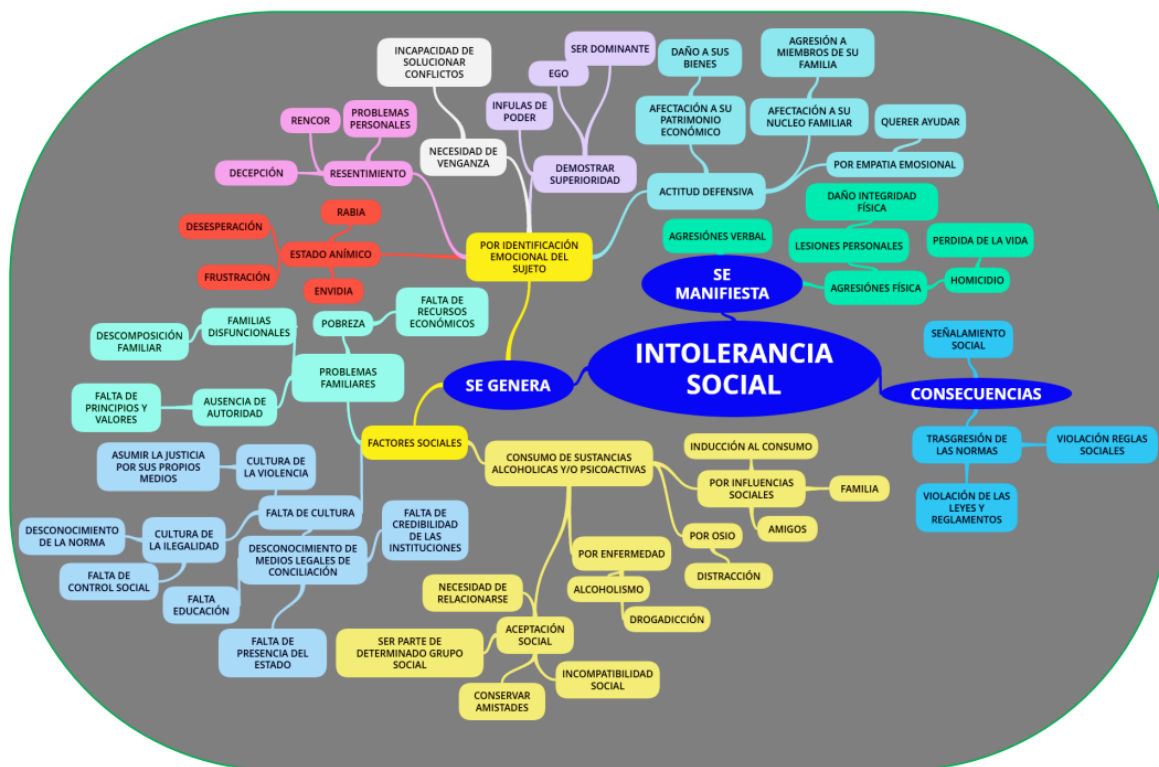 INTOLERANCIA
SOCIAL
SE
MANIFIESTA
AGRESIÓNES VERBAL
AGRESIÓNES FÍSICA
LESIONES PERSONALES
DAÑO INTEGRIDAD
FÍSICA
HOMICIDIO
PERDIDA DE LA VIDA
CONSECUENCIAS
SEÑALAMIENTO
SOCIAL
TRASGRESIÓN DE
LAS NORMAS
VIOLACIÓN REGLAS
SOCIALES
VIOLACIÓN DE LAS
LEYES Y
REGLAMENTOS
SE GENERA
POR IDENTIFICACIÓN
EMOCIONAL DEL
SUJETO
ACTITUD DEFENSIVA
AFECTACIÓN A SU
PATRIMONIO
ECONÓMICO
DAÑO A SUS
BIENES
AFECTACIÓN A SU
NUCLEO FAMILIAR
AGRESIÓN A
MIEMBROS DE SU
FAMILIA
POR EMPATIA EMOSIONAL
QUERER AYUDAR
DEMOSTRAR
SUPERIORIDAD
INFULAS DE
PODER
EGO
SER DOMINANTE
NECESIDAD DE
VENGANZA
INCAPACIDAD DE
SOLUCIONAR
CONFLICTOS
RESENTIMIENTO
PROBLEMAS
PERSONALES
RENCOR
DECEPCIÓN
ESTADO ANÍMICO
RABIA
DESESPERACIÓN
FRUSTRACIÓN
ENVIDIA
FACTORES SOCIALES
PROBLEMAS
FAMILIARES
POBREZA
FALTA DE
RECURSOS
ECONÓMICOS
FAMILIAS
DISFUNCIONALES
DESCOMPOSICIÓN
FAMILIAR
AUSENCIA DE
AUTORIDAD
FALTA DE
PRINCIPIOS Y
VALORES
FALTA DE CULTURA
CULTURA DE
LA VIOLENCIA
ASUMIR LA JUSTICIA
POR SUS PROPIOS
MEDIOS
CULTURA DE
LA ILEGALIDAD
DESCONOCIMIENTO
DE LA NORMA
FALTA DE
CONTROL SOCIAL
DESCONOCIMIENTO DE
MEDIOS LEGALES DE
CONCILIACIÓN
FALTA DE
CREDIBILIDAD
DE LAS
INSTITUCIONES
FALTA
EDUCACIÓN
FALTA DE
PRESENCIA DEL
ESTADO
CONSUMO DE SUSTANCIAS
ALCOHOLICAS Y/O PSICOACTIVAS
POR INFLUENCIAS
SOCIALES
INDUCCIÓN AL CONSUMO
FAMILIA
AMIGOS
POR OSIO
DISTRACCIÓN
POR ENFERMEDAD
ALCOHOLISMO
DROGADICCIÓN
ACEPTACIÓN
SOCIAL
NECESIDAD DE
RELACIONARSE
SER PARTE DE
DETERMINADO GRUPO
SOCIAL
CONSERVAR
AMISTADES
INCOMPATIBILIDAD
SOCIAL